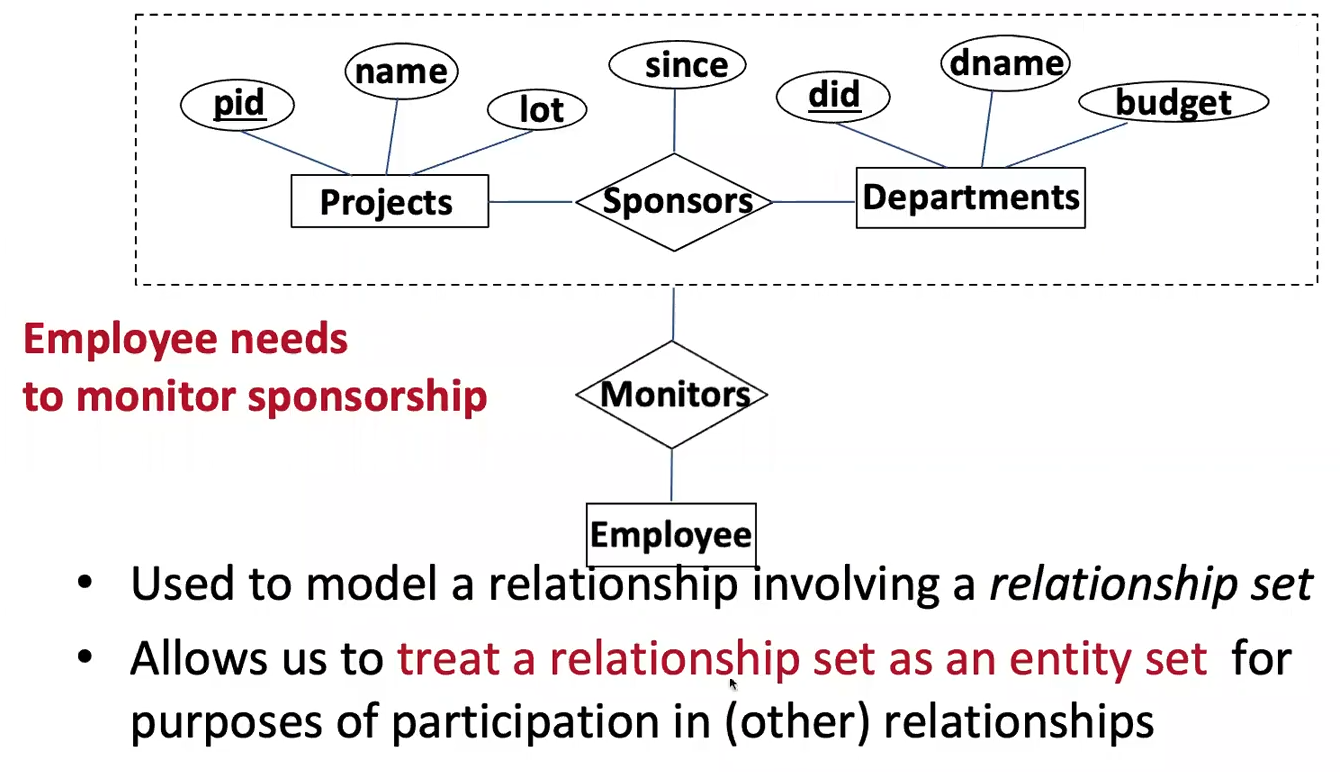 name
since
dname
pid
lot
did
budget
Projects
Sponsors
Departments
Employee needs
to monitor sponsorship
Monitors
Employee
• Used to model a relationship involving a relationship set
• Allows us to treat a relationship set as an entity set for
purposes of participation in (other) relationships